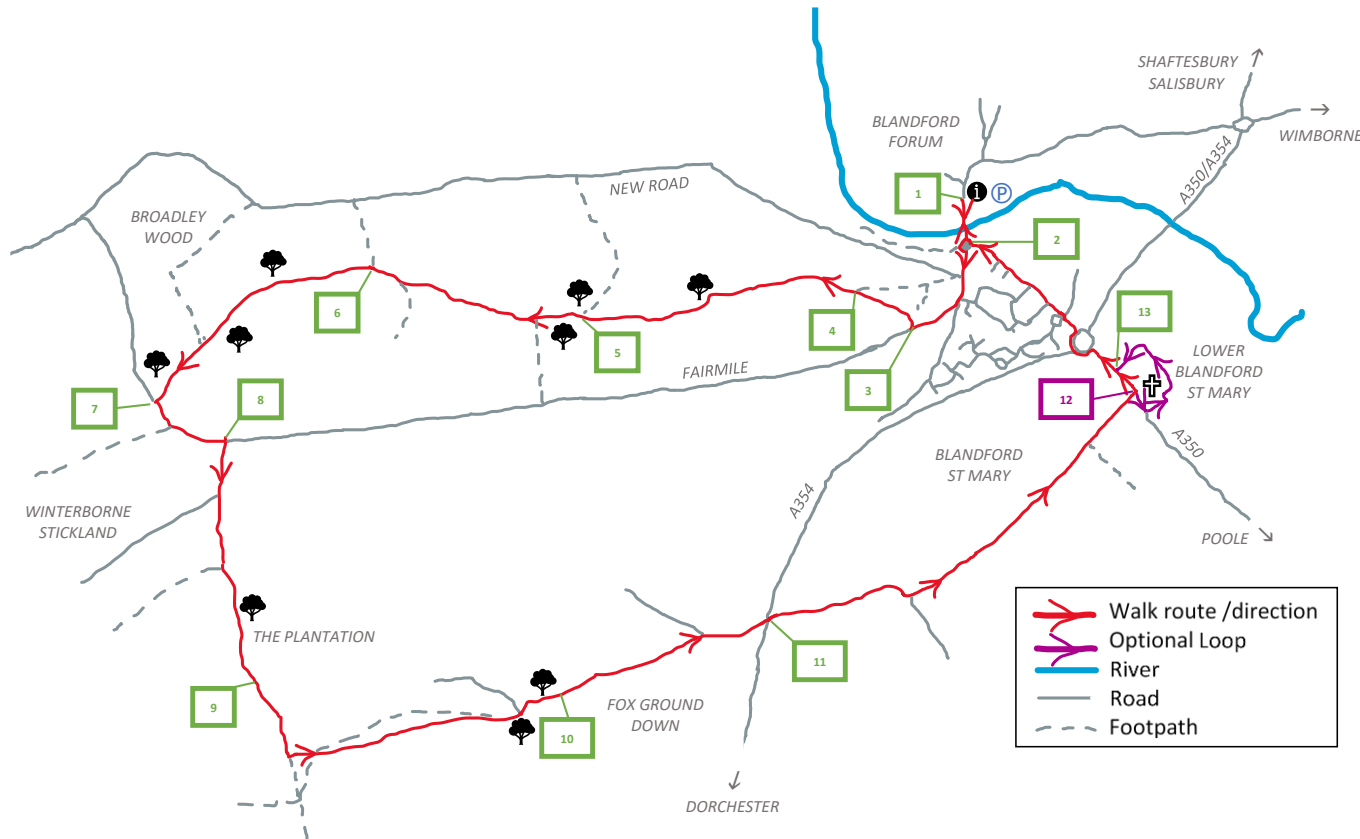 SHAFTESBURY
SALISBURY
WIMBORNE
BLANDFORD
FORUM
A350/A354
NEW ROAD
1
i
P
2
BROADLEY
WOOD
6
5
4
3
13
LOWER
BLANDFORD
ST MARY
12
FAIRMILE
7
8
A350
BLANDFORD
ST MARY
POOLE
WINTERBORNE
STICKLAND
A354
THE PLANTATION
11
9
FOX GROUND
DOWN
10
DORCHESTER
Walk route /direction
Optional Loop
River
Road
Footpath